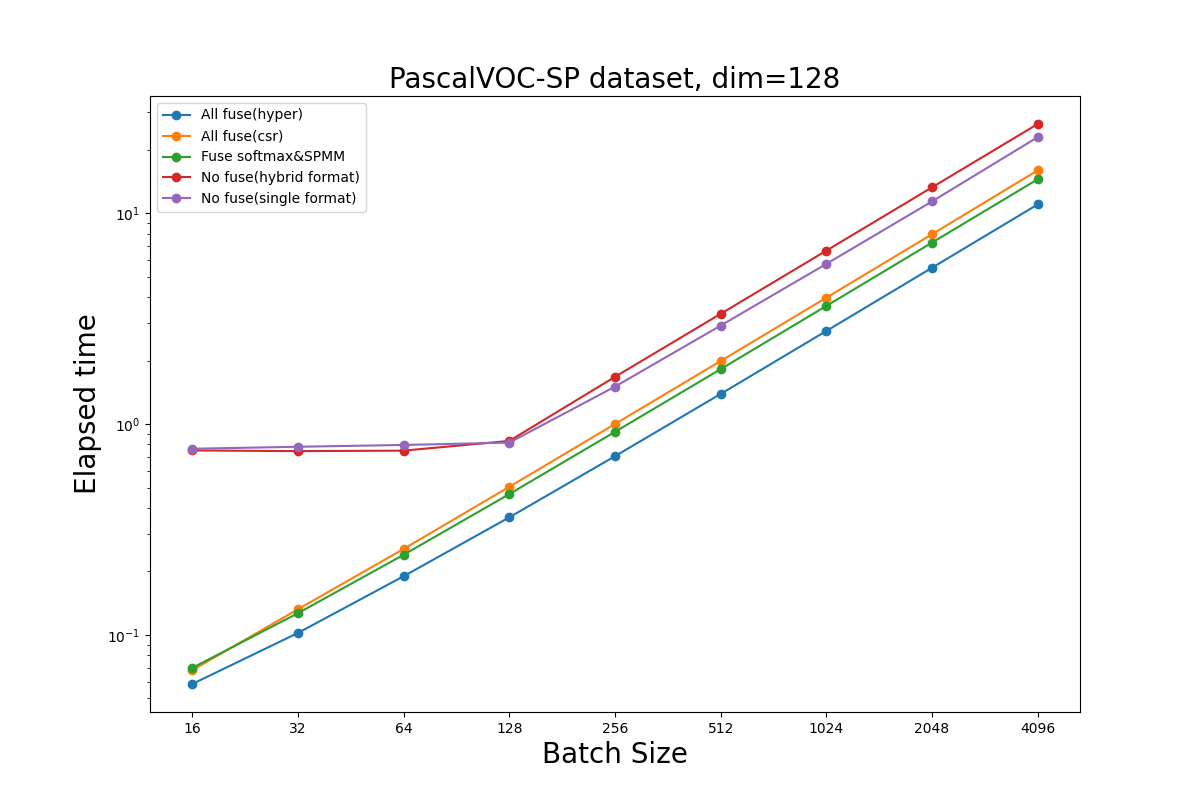 PascalVOC-SP dataset, dim=128
All fuse(hyper)
All fuse(csr)
Fuse softmax&SPMM
No fuse(hybrid format)
No fuse(single format)
10¹
10⁰
10⁻¹
Elapsed time
16 32 64 128 256 512 1024 2048 4096
Batch Size